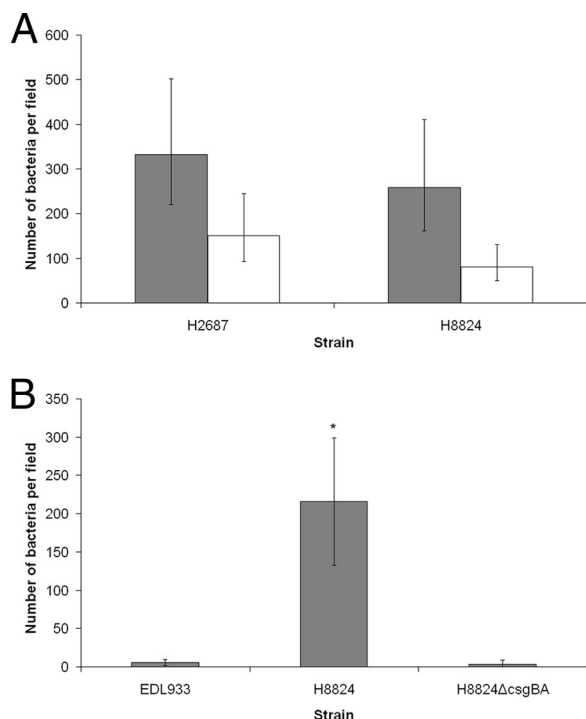 A
Number of bacteria per field
600
500
400
300
200
100
0
H2687 H8824
Strain
B
Number of bacteria per field
350
300
250
200
150
100
50
0
*
EDL933 H8824 H8824ΔcsgBA
Strain